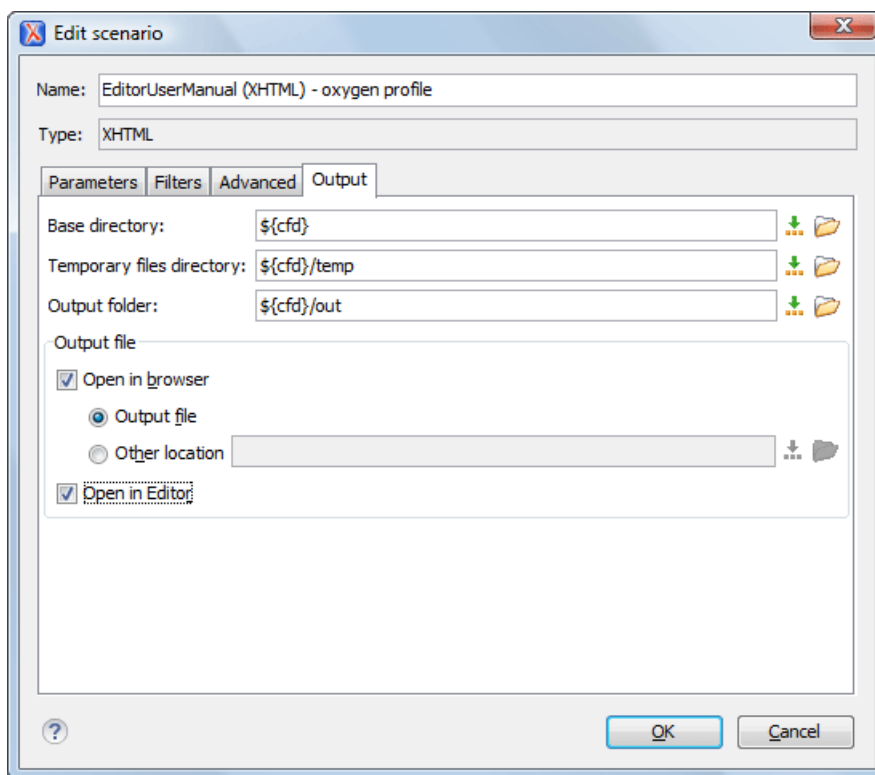 Edit scenario
Name: EditorUserManual (XHTML) - oxygen profile
Type: XHTML
Parameters Filters Advanced Output
Base directory: ${cfd}
Temporary files directory: ${cfd}/temp
Output folder: ${cfd}/out
Output file
Open in browser
Output file
Other location
Open in Editor
? OK Cancel